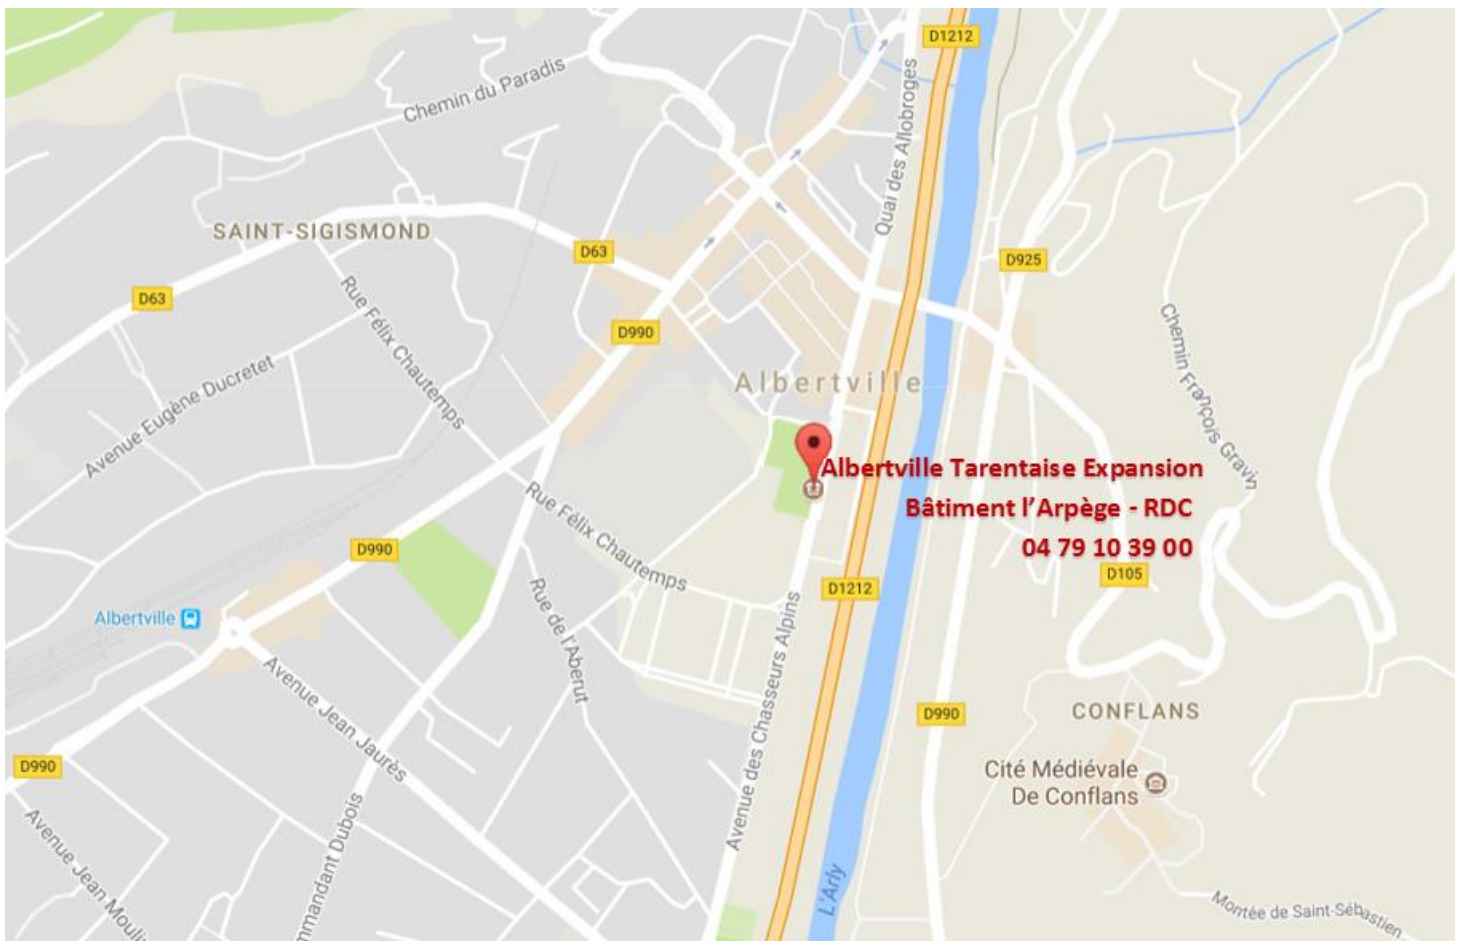 D1212
Chemin du Paradis
Quai des Allobroges
SAINT-SIGISMOND
D63
D925
D63
Rue Félix Chautemps
D990
Chemin François Gravin
Avenue Eugène Ducretet
Albertville
Albertville Tarentaise Expansion
Bâtiment l'Arpège - RDC
04 79 10 39 00
Rue Félix Chautemps
D990
D105
D1212
Rue de l'Aberut
Albertville
Avenue des Chasseurs Alpins
Avenue Jean Jaurès
D990
CONFLANS
D990
Cité Médiévale
De Conflans
Avenue Jean Mouli
mmandant Dubois
L'Arly
Montée de Saint-Sébastien